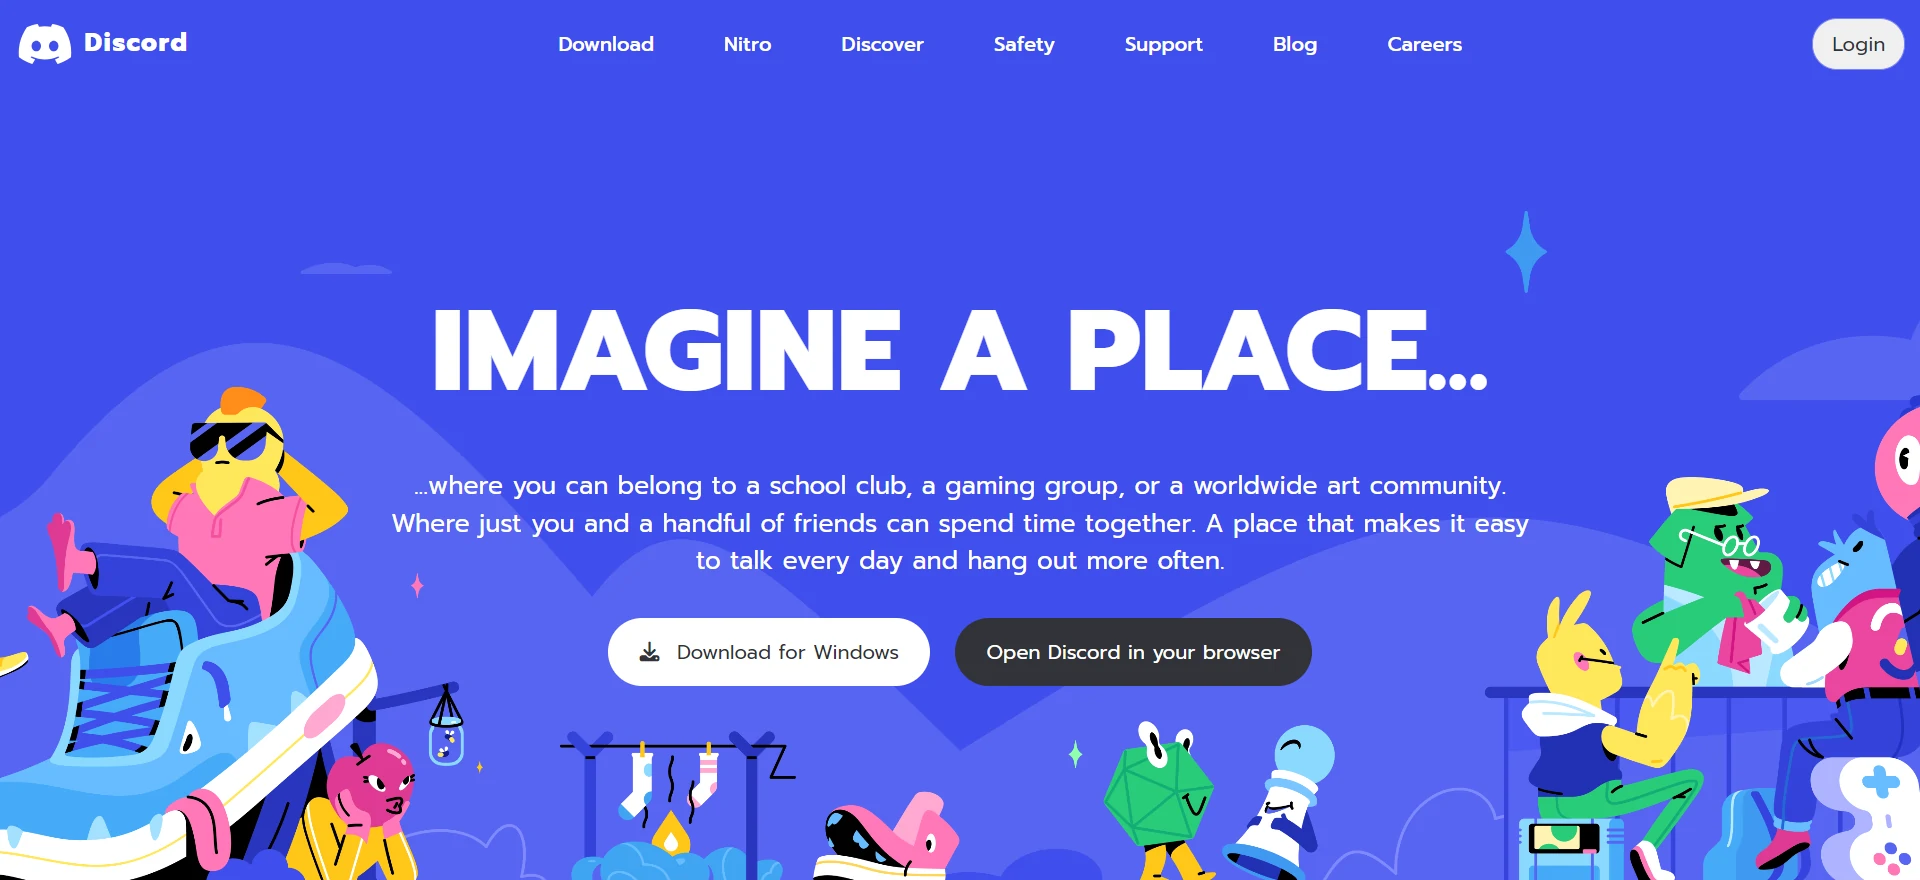 Discord
Download
Nitro
Discover
Safety
Support
Blog
Careers
Login
IMAGINE A PLACE...
...where you can belong to a school club, a gaming group, or a worldwide art community.
Where just you and a handful of friends can spend time together. A place that makes it easy
to talk every day and hang out more often.
Download for Windows
Open Discord in your browser